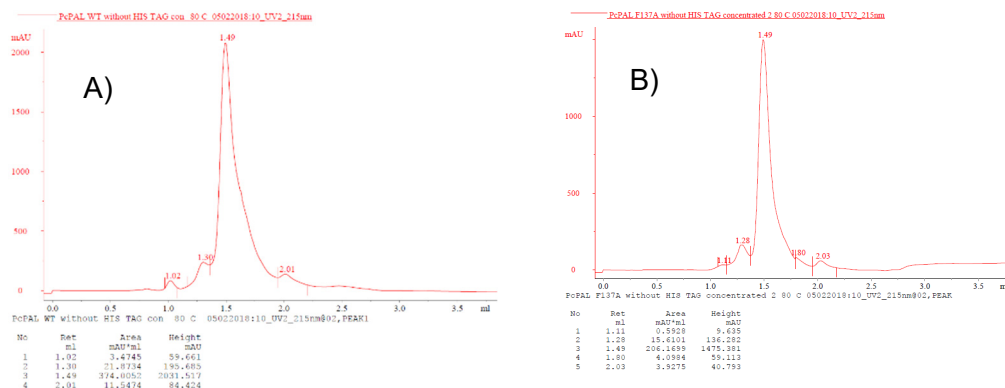 PcPAL WT without HIS TAG con 80 C 05022018:10_UV2_215nm
mAU
2000
1500
1000
500
0
A)
1.02
1.30
1.49
2.01
0.0 0.5 1.0 1.5 2.0 2.5 3.0 3.5 ml
PcPAL WT without HIS TAG con 80 C 05022018:10_UV2_215nm@02,PEAK1
No Ret Area Height
ml mAU*ml mAU
1 1.02 3.4745 59.661
2 1.30 21.8734 195.685
3 1.49 374.0052 2031.517
4 2.01 11.5474 84.424
PcPAL F137A without HIS TAG concentrated 2 80 C 05022018:10_UV2_215nm
mAU
1500
B)
1000
500
0
1.11
1.28
1.49
1.80
2.03
0.0 0.5 1.0 1.5 2.0 2.5 3.0 ml
PcPAL F137A without HIS TAG concentrated 2 80 C 05022018:10_UV2_215nm@02,PEAK
No Ret Area Height
ml mAU*ml mAU
1 1.11 0.5928 9.635
2 1.28 15.6101 136.282
3 1.49 206.1699 1475.381
4 1.80 4.0984 59.113
5 2.03 3.9275 40.793